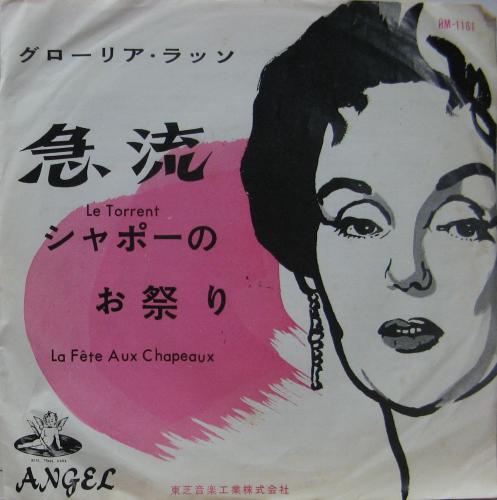 HM-1161
グローリア・ラッソ
急流
Le Torrent
シャポーの
お祭り
La Fête Aux Chapeaux
ANGEL
東芝音楽工業株式会社